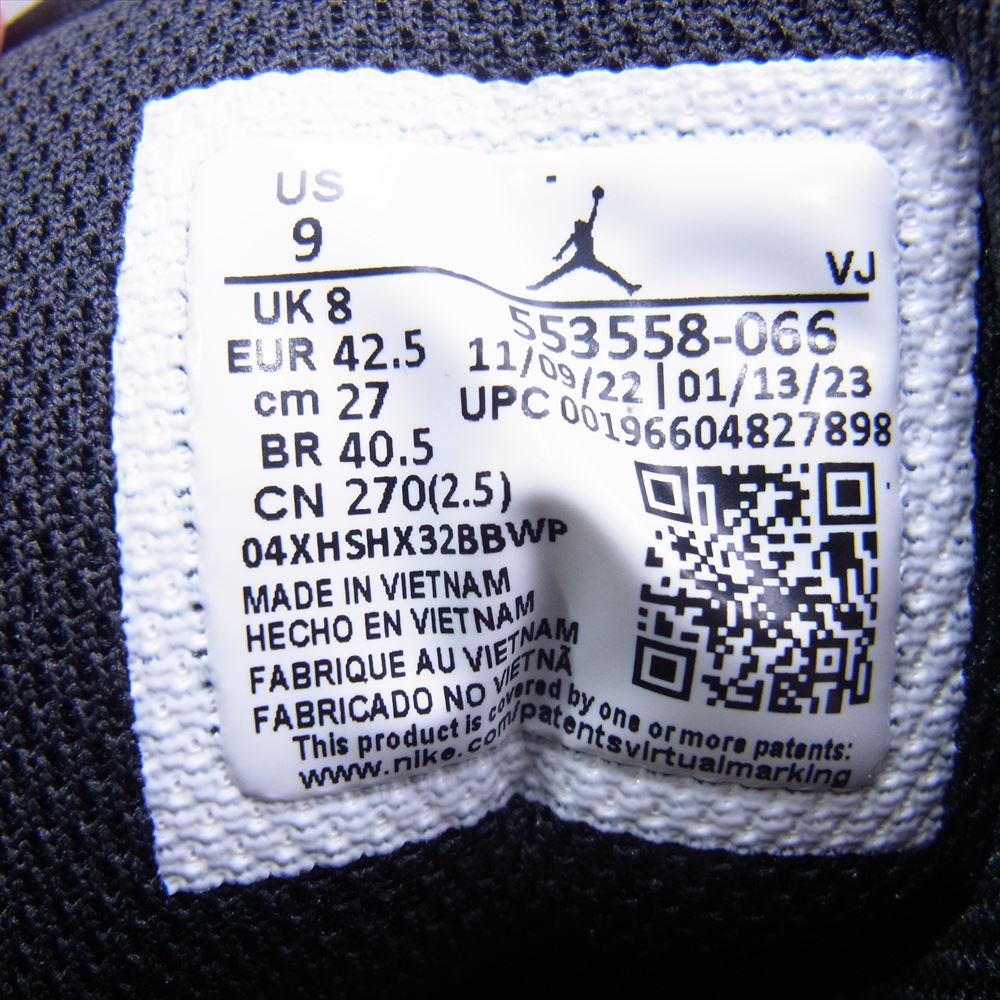 US
9
VJ
UK 8
EUR 42.5
cm 27
BR 40.5
CN 270(2.5)
553558-066
11/09/22 | 01/13/23
UPC 00196604827898
04XHSHX32BBWP
MADE IN VIETNAM
HECHO EN VIETNAM
FABRIQUE AU VIETNAM
FABRICADO NO VIETNÃ
This product is covered by one or more patents:
www.nike.com/patentsvirtualmarking